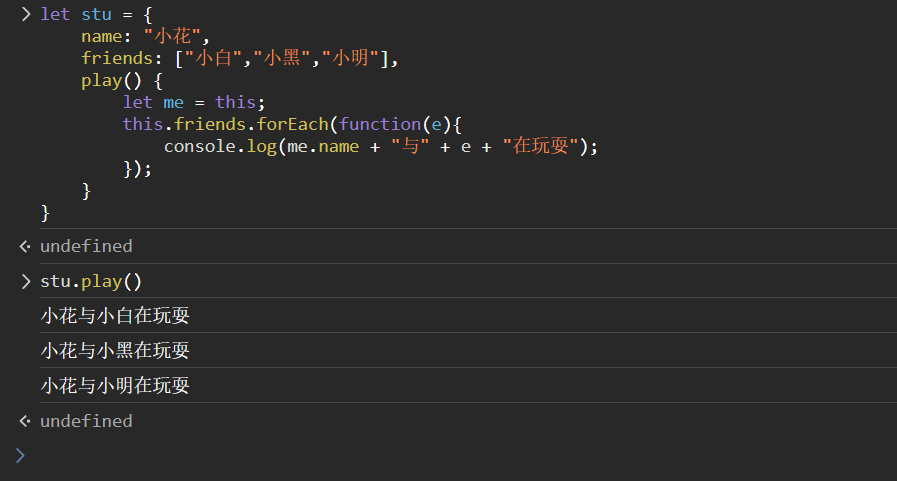 let stu = {
    name: "小花",
    friends: ["小白","小黑","小明"],
    play() {
        let me = this;
        this.friends.forEach(function(e){
            console.log(me.name + "与" + e + "在玩耍");
        });
    }
}
undefined
stu.play()
小花与小白在玩耍
小花与小黑在玩耍
小花与小明在玩耍
undefined